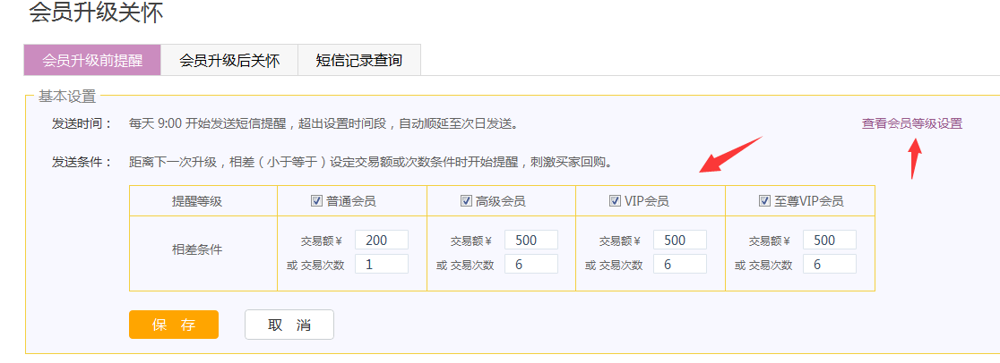 会员升级关怀
会员升级前提醒 会员升级后关怀 短信记录查询
基本设置
发送时间： 每天 9:00 开始发送短信提醒，超出设置时间段，自动顺延至次日发送。 查看会员等级设置
发送条件： 距离下一次升级，相差（小于等于）设定交易额或次数条件时开始提醒，刺激买家回购。
提醒等级 普通会员 高级会员 VIP会员 至尊VIP会员
相差条件
交易额￥ 200 交易额￥ 500 交易额￥ 500 交易额￥ 500
或 交易次数 1 或 交易次数 6 或 交易次数 6 或 交易次数 6
保 存 取 消